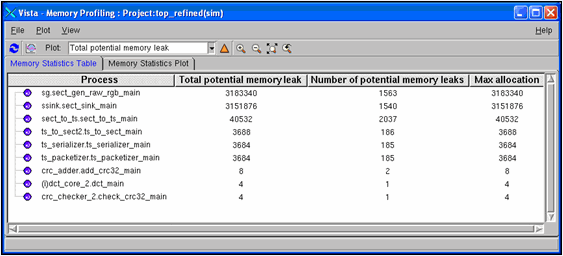 Vista - Memory Profiling : Project:top_refined(sim)
File Plot View Help
Plot: Total potential memory leak
Memory Statistics Table Memory Statistics Plot
Process Total potential memory leak Number of potential memory leaks Max allocation
sg.sect_gen_raw_rgb_main 3183340 1563 3183340
ssink.sect_sink_main 3151876 1540 3151876
sect_to_ts.sect_to_ts_main 40532 2037 40532
ts_to_sect2.ts_to_sect_main 3688 186 3688
ts_serializer.ts_serializer_main 3684 185 3684
ts_packetizer.ts_packetizer_main 3684 185 3684
crc_adder.add_crc32_main 8 2 8
(i)dct_core_2.dct_main 4 1 4
crc_checker_2.check_crc32_main 4 1 4